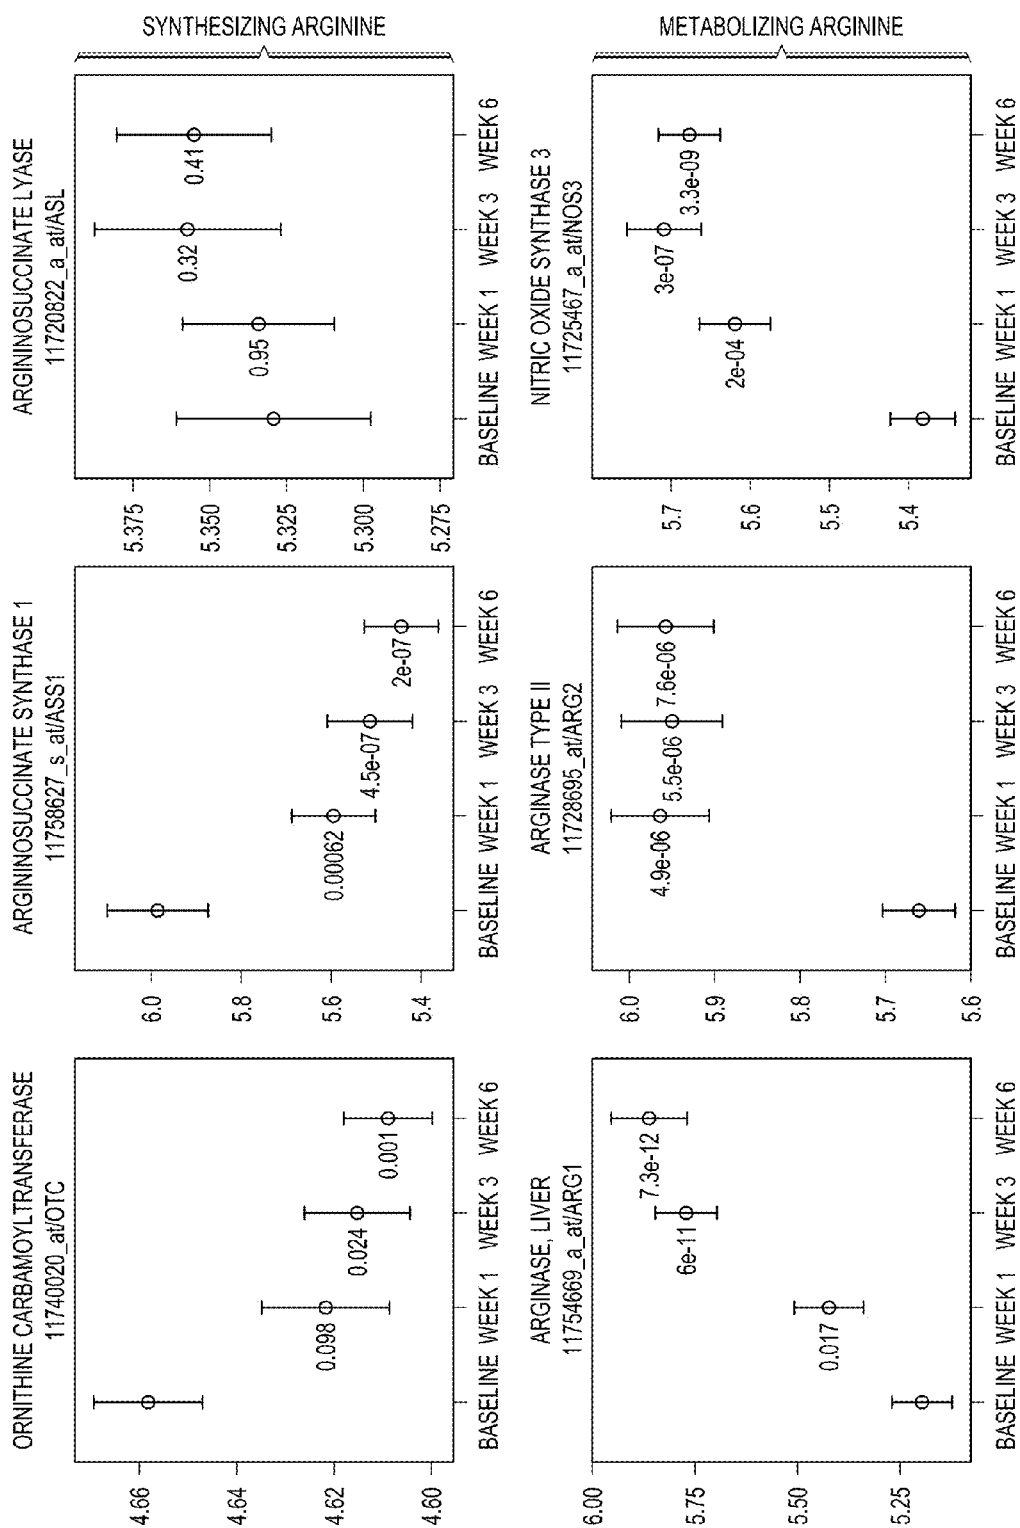 ORNITHINE CARBAMOYLTRANSFERASE
11740020_at/OTC
4.66
4.64
4.62
4.60
0.098
0.024
0.001
BASELINE WEEK 1 WEEK 3 WEEK 6
ARGININOSUCCINATE SYNTHASE 1
11758627_s_at/ASS1
6.0
5.8
5.6
5.4
0.00062
4.5e-07
2e-07
BASELINE WEEK 1 WEEK 3 WEEK 6
ARGININOSUCCINATE LYASE
11720822_a_at/ASL
5.375
5.350
5.325
5.300
5.275
0.95
0.32
0.41
BASELINE WEEK 1 WEEK 3 WEEK 6
SYNTHESIZING ARGININE
ARGINASE, LIVER
11754669_a_at/ARG1
6.00
5.75
5.50
5.25
0.017
6e-11
7.3e-12
BASELINE WEEK 1 WEEK 3 WEEK 6
ARGINASE TYPE II
11728695_at/ARG2
6.0
5.9
5.8
5.7
5.6
4.9e-06
5.5e-06
7.6e-06
BASELINE WEEK 1 WEEK 3 WEEK 6
NITRIC OXIDE SYNTHASE 3
11725467_a_at/NOS3
5.7
5.6
5.5
5.4
2e-04
3e-07
3.3e-09
BASELINE WEEK 1 WEEK 3 WEEK 6
METABOLIZING ARGININE